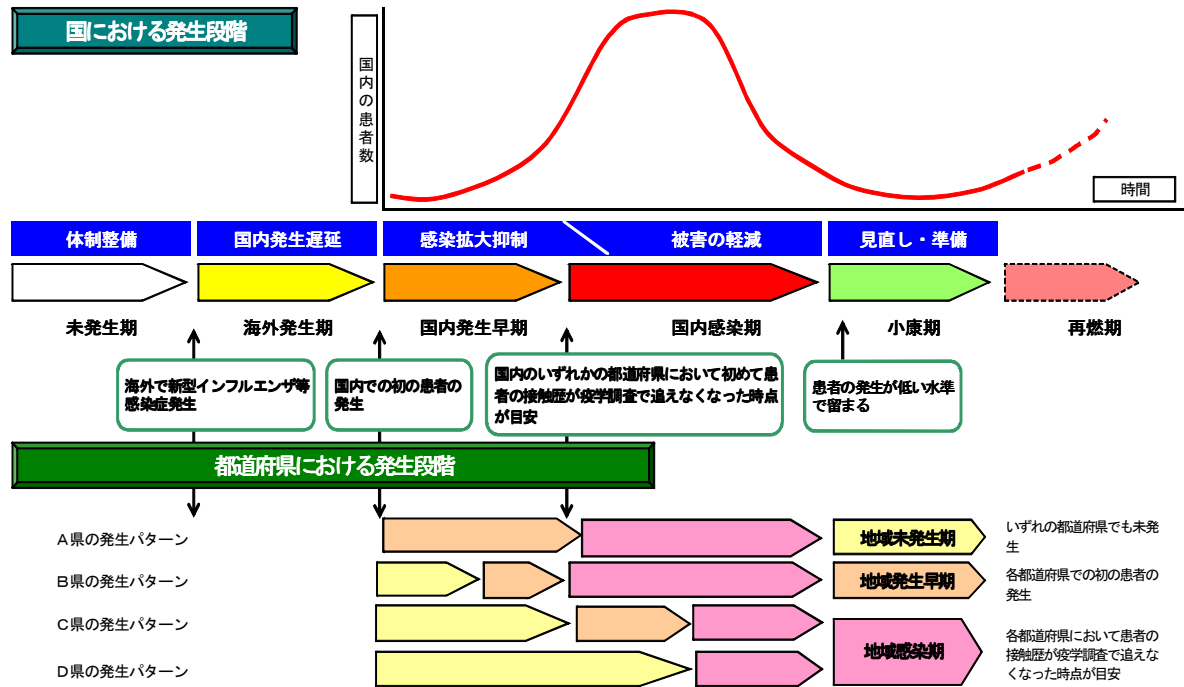 国における発生段階
国内の患者数
時間
体制整備
国内発生遅延
感染拡大抑制
被害の軽減
見直し・準備
未発生期
海外発生期
国内発生早期
国内感染期
小康期
再燃期
海外で新型インフルエンザ等
感染症発生
国内での初の患者の
発生
国内のいずれかの都道府県において初めて患
者の接触歴が疫学調査で追えなくなった時点
が目安
患者の発生が低い水準
で留まる
都道府県における発生段階
A県の発生パターン
B県の発生パターン
C県の発生パターン
D県の発生パターン
地域未発生期
いずれの都道府県でも未発
生
地域発生早期
各都道府県での初の患者の
発生
地域感染期
各都道府県において患者の
接触歴が疫学調査で追えな
くなった時点が目安